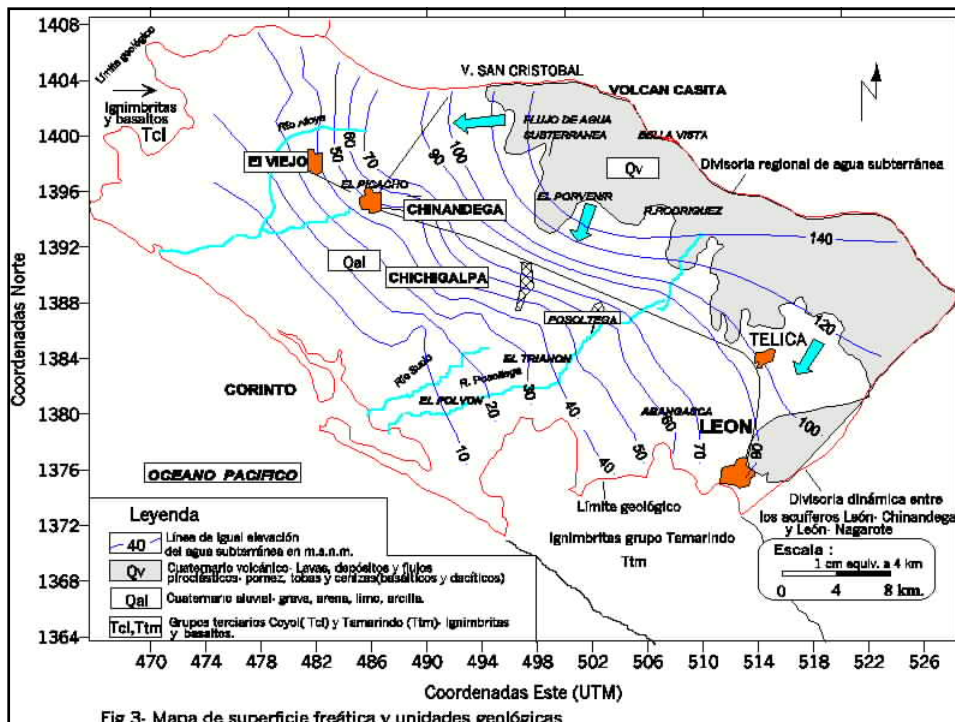 1408
1404
1400
1396
1392
1388
1384
1380
1376
1372
1368
1364
Coordenadas Norte
470
474
478
482
486
490
494
498
502
506
510
514
518
522
526
Coordenadas Este (UTM)
Límite geológico
Ignimbritas
y basaltos
Tcl
V. SAN CRISTOBAL
VOLCAN CASITA
FLUJO DE AGUA
SUBTERRANEA
BELLA VISTA
Divisoria regional de agua subterránea
Qv
El VIEJO
50
60
70
90
100
EL PICACHO
CHINANDEGA
EL PORVENIR
R.RODRIGUEZ
140
Qal
CHICHIGALPA
POSOLTEGA
120
TELICA
CORINTO
Río Sucio
EL TRIANON
R. Posoltega
EL POLVON
10
20
30
40
40
50
60
70
90
100
ABANGASCA
LEON
OCEANO PACIFICO
Límite geológico
Ignimbritas grupo Tamarindo
Ttm
Divisoria dinámica entre
los acufferos León- Chinandega
y León- Nagarote
Leyenda
40
Línea de igual elevación
del agua subterránea en m.s.n.m.
Qv
Cuaternario volcánico- Lavas, depósitos y flujos
piroclásticos- pomez, tobas y cenizas(basálticos y dacíticos)
Qal
Cuaternario aluvial- grava, arena, limo, arcilla.
Tcl,Ttm
Grupos terciarios Coyol( Tcl) y Tamarindo (Ttm)- Ignimbritas
y basaltos.
Escala :
1 cm equiv. a 4 km
0 4 8 km.
Fig 3- Mapa de superficie freática y unidades geológicas